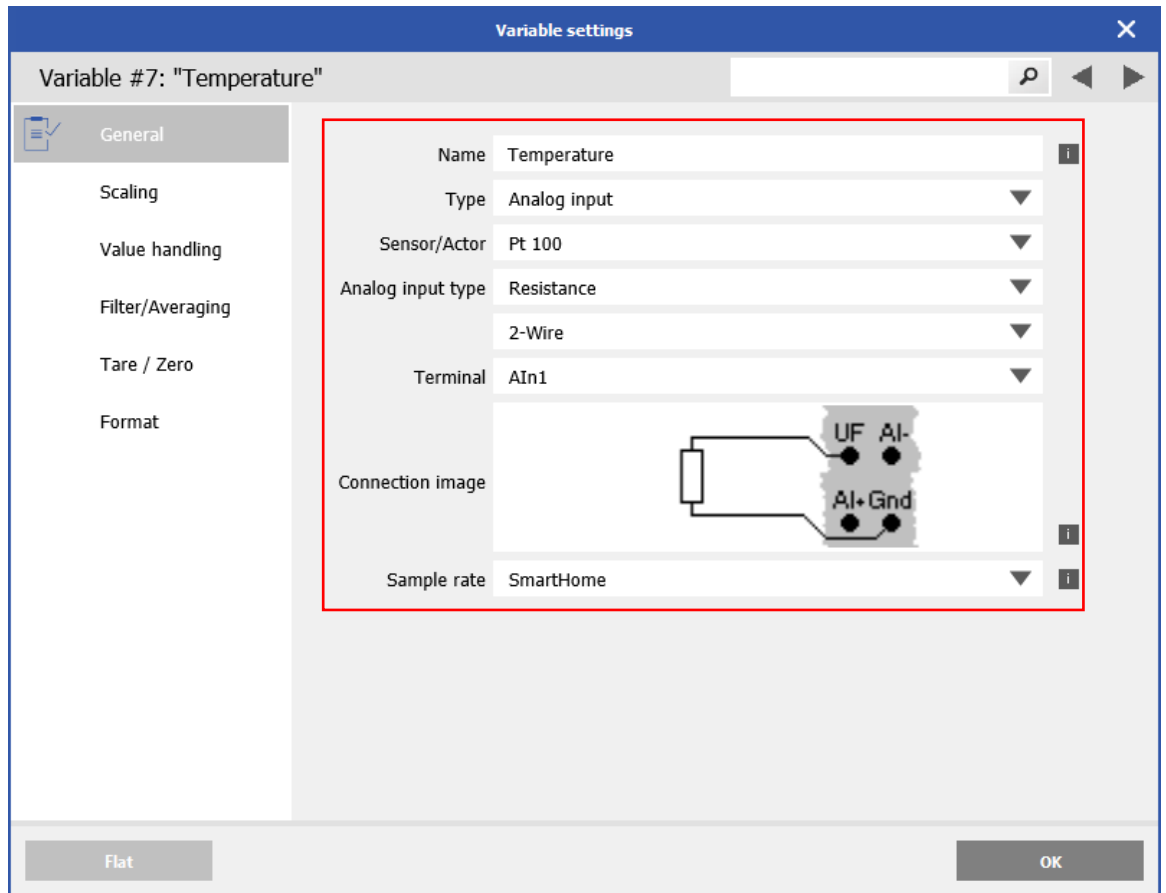 Variable settings
Variable #7: "Temperature"
General
Scaling
Value handling
Filter/Averaging
Tare / Zero
Format
Name Temperature
Type Analog input
Sensor/Actor Pt 100
Analog input type Resistance
2-Wire
Terminal AIn1
Connection image
UF AI-
AI+ Gnd
Sample rate SmartHome
Flat
OK